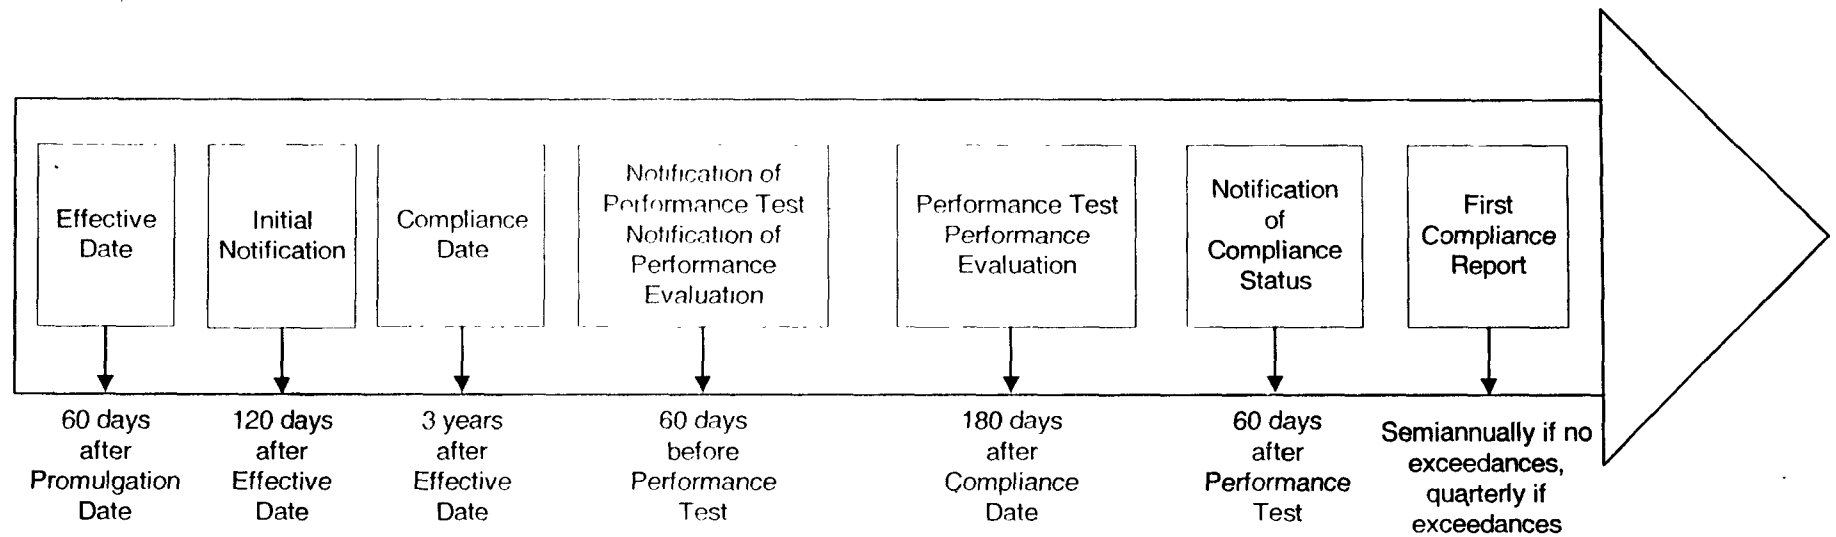 Effective
Date
Initial
Notification
Compliance
Date
Notification of
Performance Test
Notification of
Performance
Evaluation
Performance Test
Performance
Evaluation
Notification
of
Compliance
Status
First
Compliance
Report
60 days
after
Promulgation
Date
120 days
after
Effective
Date
3 years
after
Effective
Date
60 days
before
Performance
Test
180 days
after
Compliance
Date
60 days
after
Performance
Test
Semiannually if no
exceedances,
quarterly if
exceedances